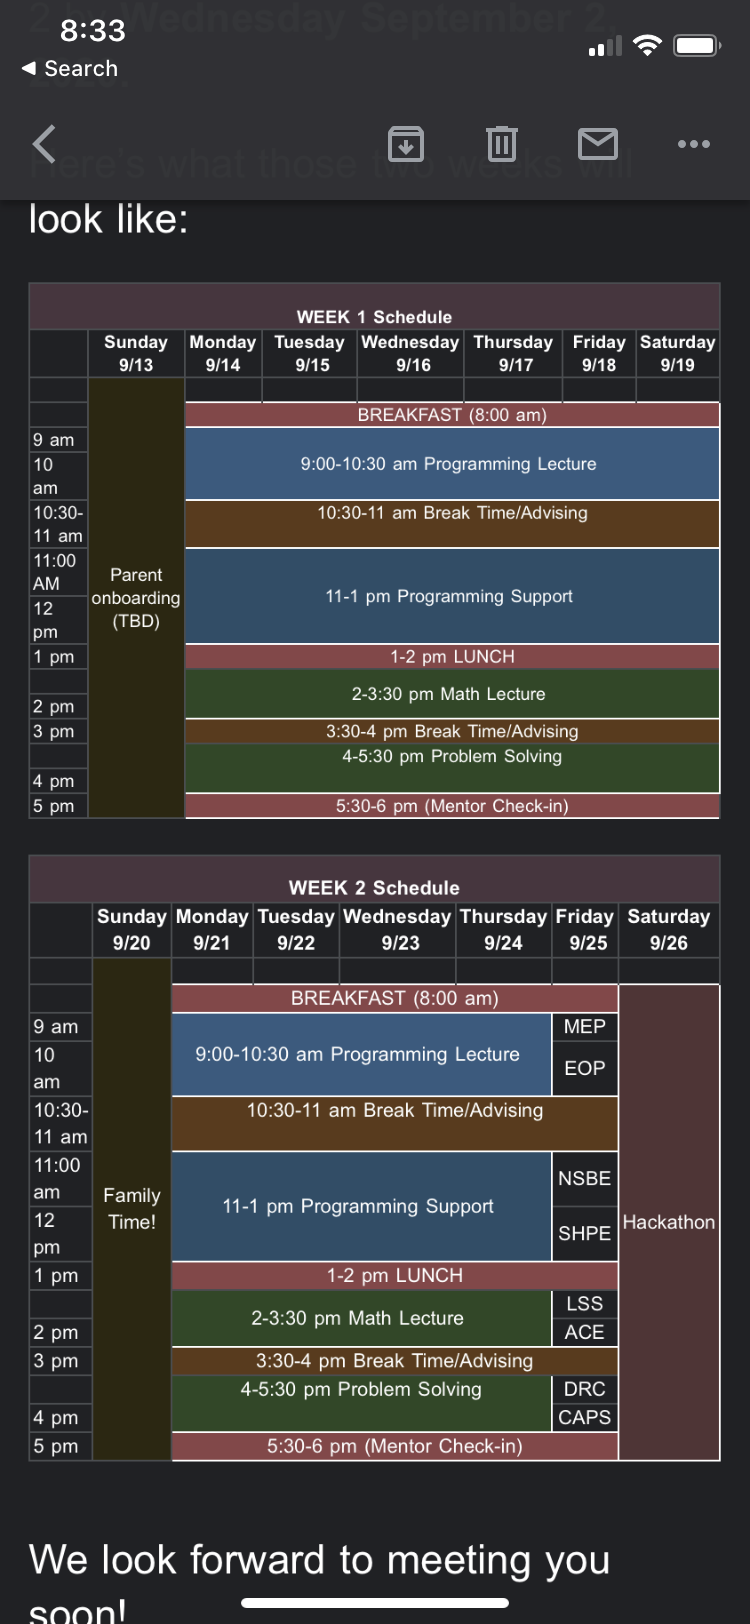 2 by Wednesday September 2,
8:33
Search
Here's what those two weeks will
look like:
WEEK 1 Schedule
Sunday Monday Tuesday Wednesday Thursday Friday Saturday
9/13 9/14 9/15 9/16 9/17 9/18 9/19
BREAKFAST (8:00 am)
9 am
10
am
9:00-10:30 am Programming Lecture
10:30-
11 am
10:30-11 am Break Time/Advising
11:00
AM
Parent
onboarding
(TBD)
11-1 pm Programming Support
12
pm
1 pm
1-2 pm LUNCH
2-3:30 pm Math Lecture
2 pm
3 pm
3:30-4 pm Break Time/Advising
4-5:30 pm Problem Solving
4 pm
5 pm
5:30-6 pm (Mentor Check-in)
WEEK 2 Schedule
Sunday Monday Tuesday Wednesday Thursday Friday Saturday
9/20 9/21 9/22 9/23 9/24 9/25 9/26
BREAKFAST (8:00 am)
9 am
MEP
10
am
9:00-10:30 am Programming Lecture
EOP
10:30-
11 am
10:30-11 am Break Time/Advising
11:00
am
NSBE
Family
Time!
11-1 pm Programming Support
12
pm
SHPE
Hackathon
1 pm
1-2 pm LUNCH
LSS
2-3:30 pm Math Lecture
2 pm
ACE
3 pm
3:30-4 pm Break Time/Advising
4-5:30 pm Problem Solving
DRC
4 pm
CAPS
5 pm
5:30-6 pm (Mentor Check-in)
We look forward to meeting you
soon!